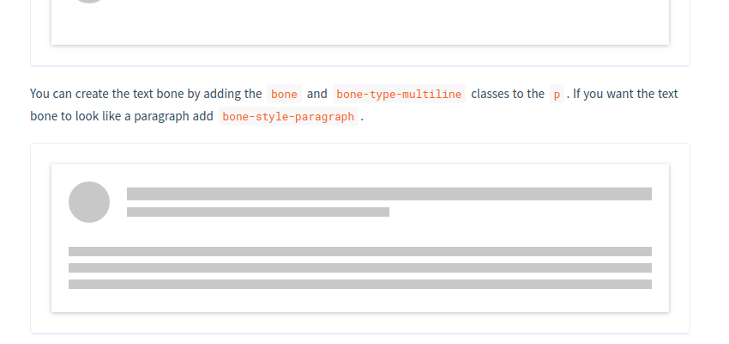 You can create the text bone by adding the bone and bone-type-multiline classes to the p . If you want the text
bone to look like a paragraph add bone-style-paragraph .